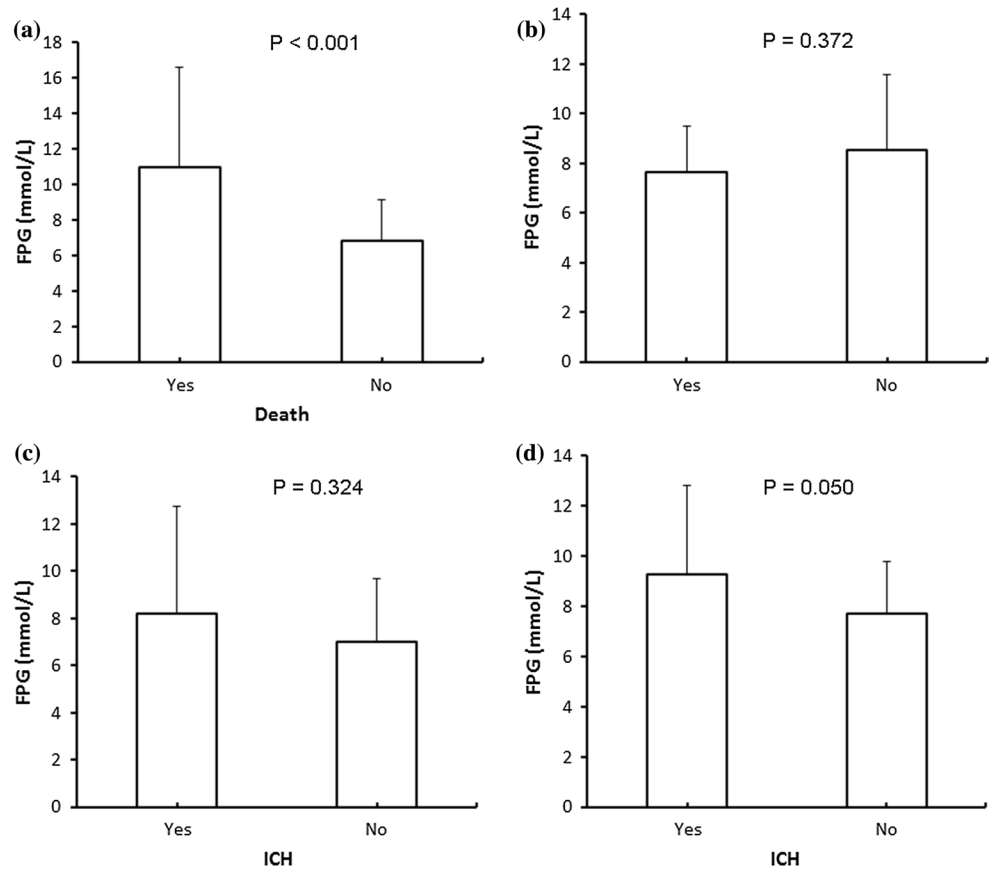 (a)
P < 0.001
FPG (mmol/L)
18
16
14
12
10
8
6
4
2
0
Yes No
Death
(b)
P = 0.372
FPG (mmol/L)
14
12
10
8
6
4
2
0
Yes No
(c)
P = 0.324
FPG (mmol/L)
14
12
10
8
6
4
2
0
Yes No
ICH
(d)
P = 0.050
FPG (mmol/L)
14
12
10
8
6
4
2
0
Yes No
ICH